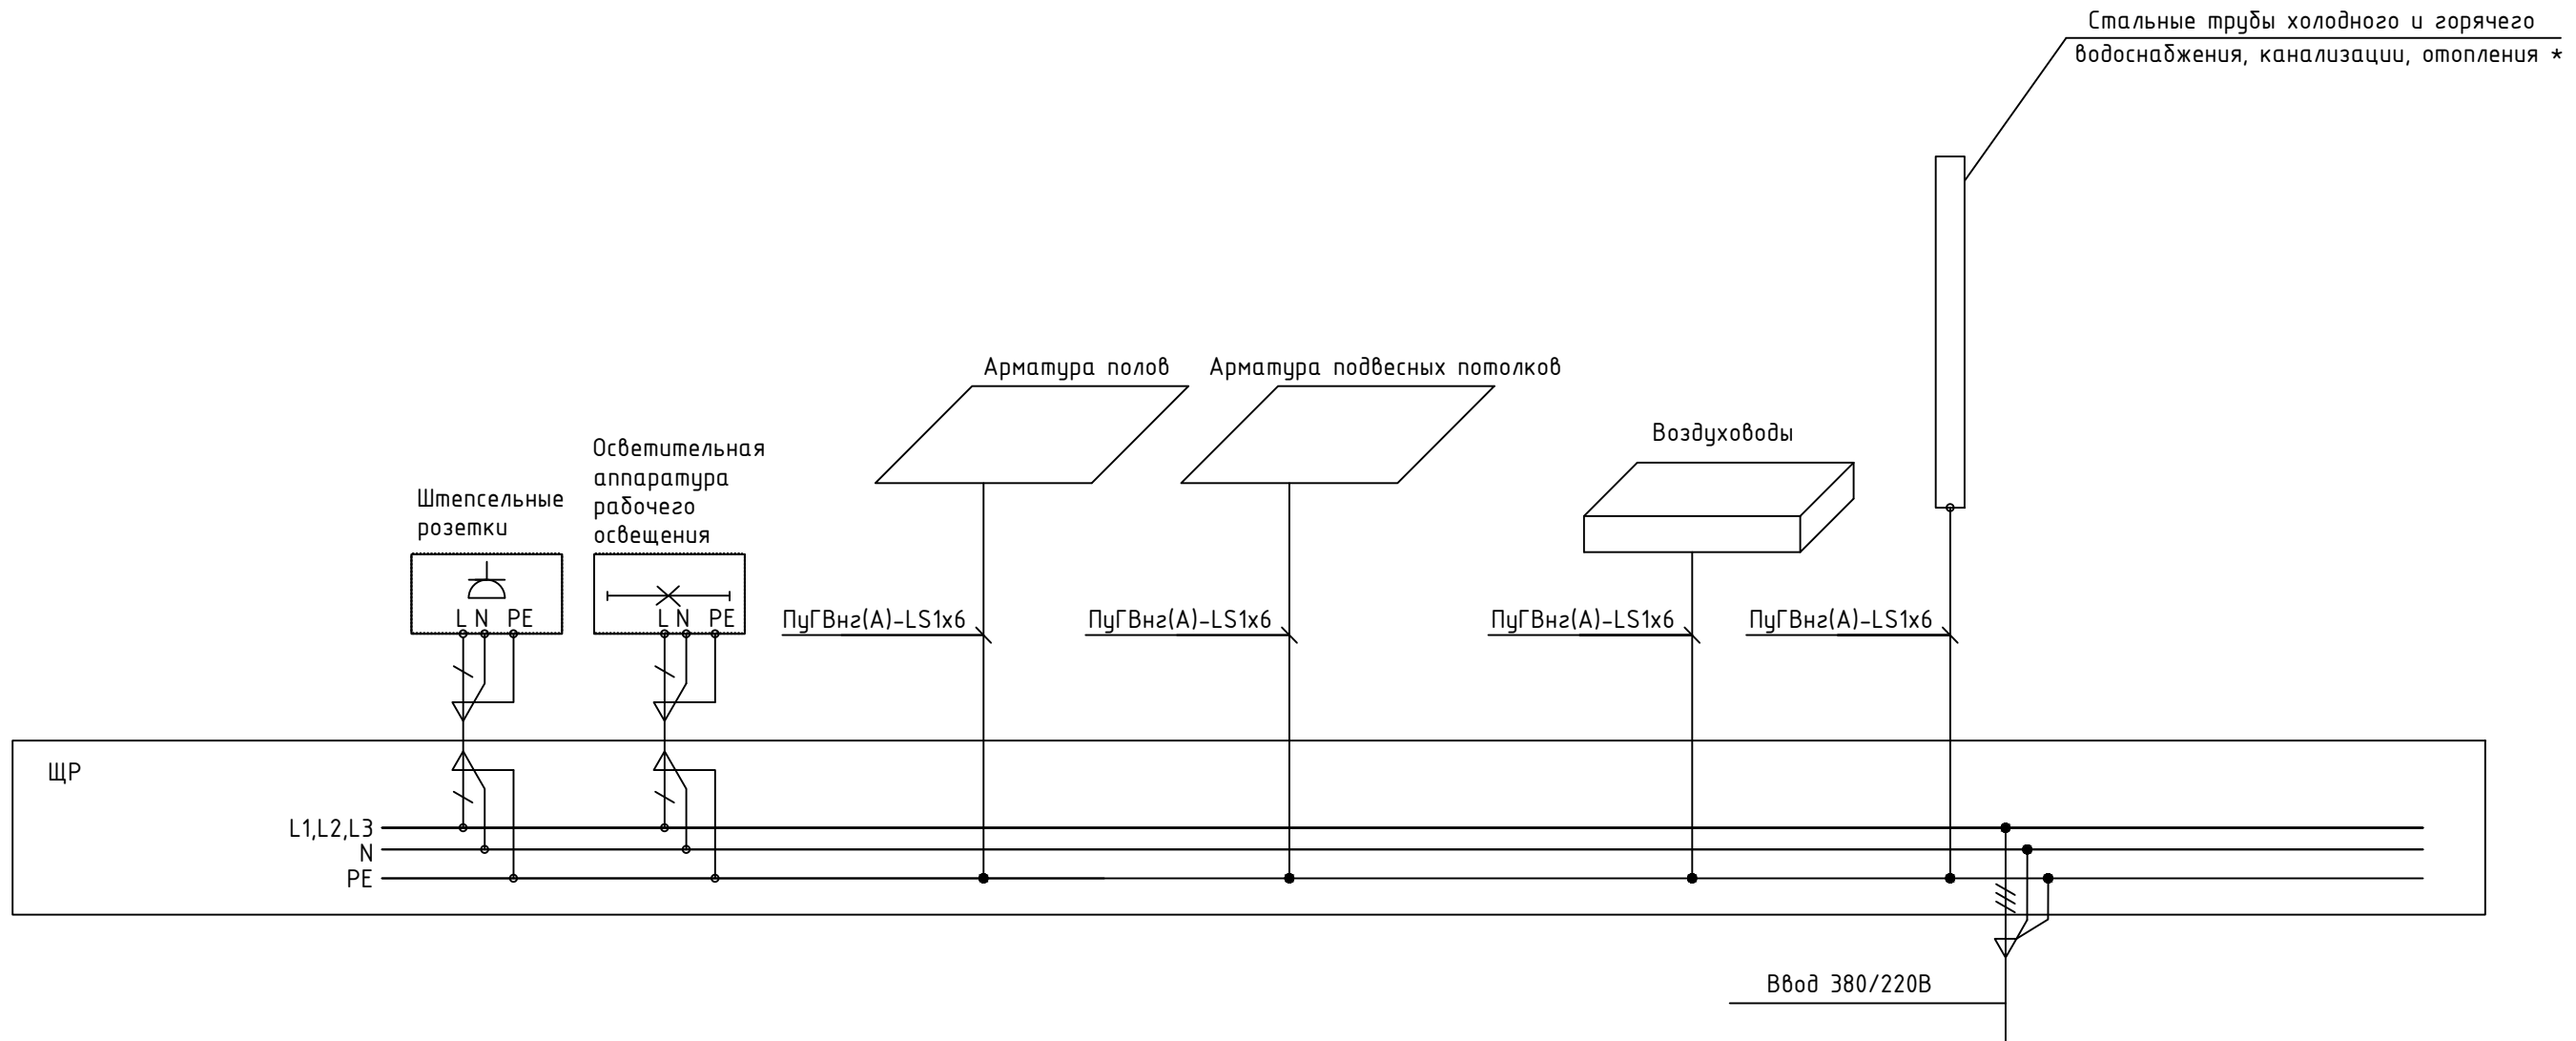 Стальные трубы холодного и горячего
водоснабжения, канализации, отопления *
Арматура полов
Арматура подвесных потолков
Воздуховоды
Осветительная
аппаратура
рабочего
освещения
Штепсельные
розетки
L N PE
L N PE
ПуГВнг(А)-LS1х6
ПуГВнг(А)-LS1х6
ПуГВнг(А)-LS1х6
ПуГВнг(А)-LS1х6
ЩР
L1,L2,L3
N
PE
Ввод 380/220В